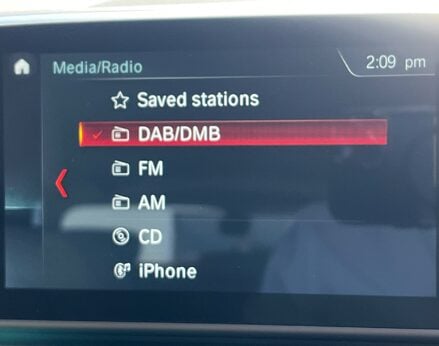 Media/Radio
2:09 pm
Saved stations
DAB/DMB
FM
AM
CD
iPhone